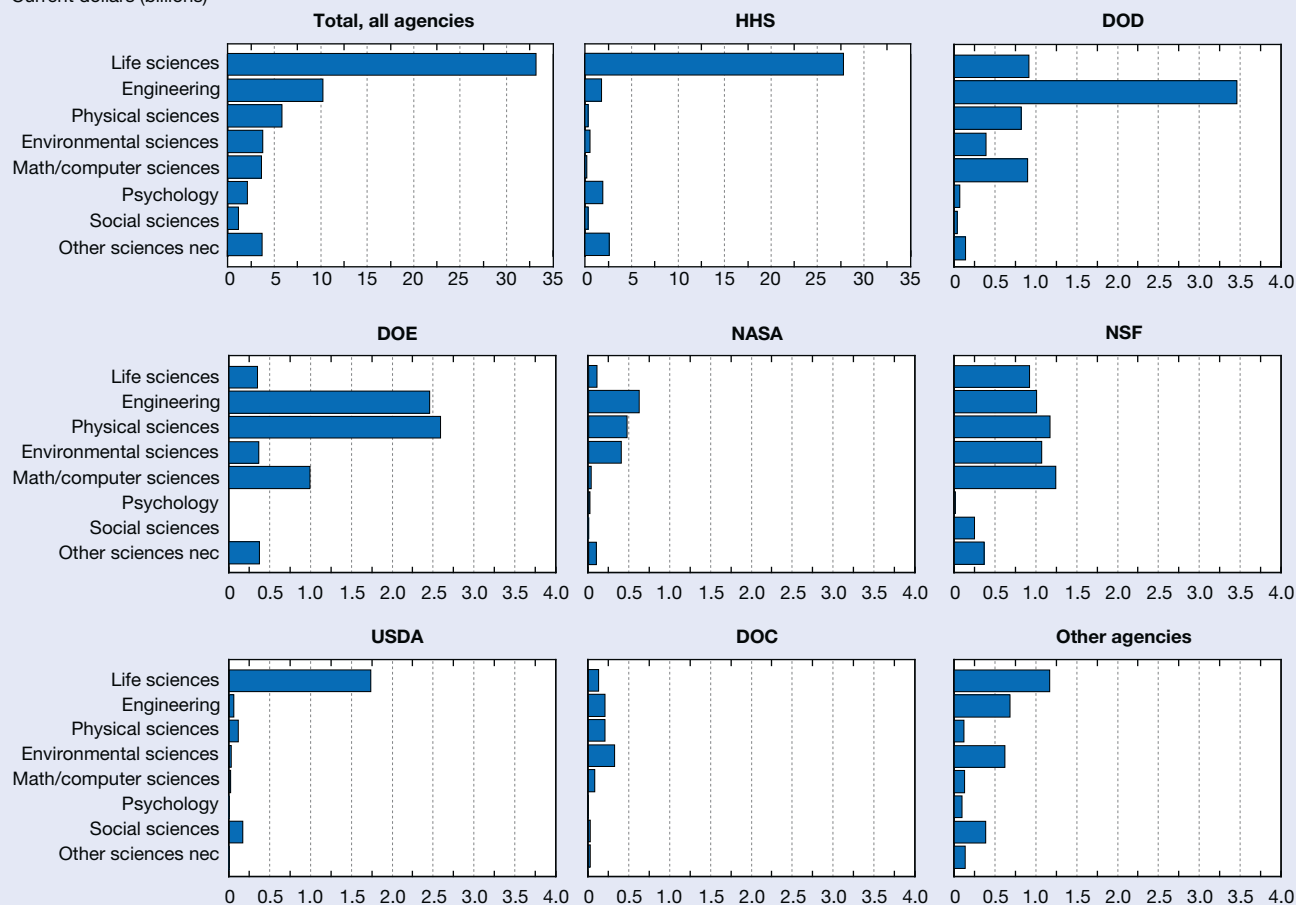 Current dollars (billions)
Total, all agencies
HHS
DOD
Life sciences
Engineering
Physical sciences
Environmental sciences
Math/computer sciences
Psychology
Social sciences
Other sciences nec
0 5 10 15 20 25 30 35
0 5 10 15 20 25 30 35
0 0.5 1.0 1.5 2.0 2.5 3.0 3.5 4.0
DOE
NASA
NSF
Life sciences
Engineering
Physical sciences
Environmental sciences
Math/computer sciences
Psychology
Social sciences
Other sciences nec
0 0.5 1.0 1.5 2.0 2.5 3.0 3.5 4.0
0 0.5 1.0 1.5 2.0 2.5 3.0 3.5 4.0
0 0.5 1.0 1.5 2.0 2.5 3.0 3.5 4.0
USDA
DOC
Other agencies
Life sciences
Engineering
Physical sciences
Environmental sciences
Math/computer sciences
Psychology
Social sciences
Other sciences nec
0 0.5 1.0 1.5 2.0 2.5 3.0 3.5 4.0
0 0.5 1.0 1.5 2.0 2.5 3.0 3.5 4.0
0 0.5 1.0 1.5 2.0 2.5 3.0 3.5 4.0